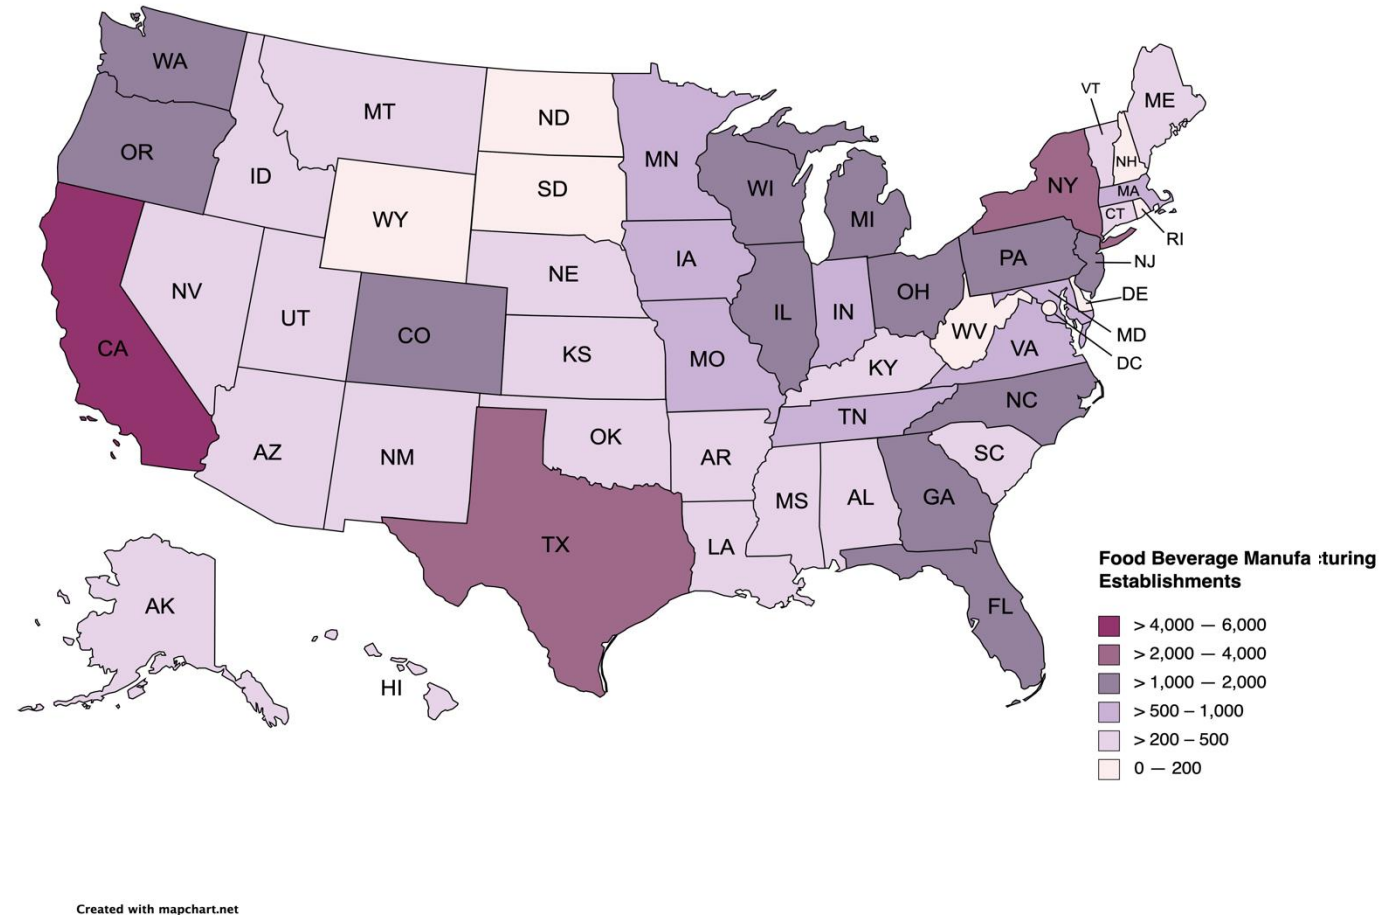 WA
MT
ND
MN
VT
ME
OR
ID
SD
WI
MI
NY
NH
MA
CT
RI
WY
NE
IA
PA
NJ
NV
UT
CO
IL
IN
OH
DE
MD
DC
CA
KS
MO
KY
WV
VA
AZ
NM
OK
AR
TN
NC
SC
MS
AL
GA
TX
LA
FL
AK
HI
Food Beverage Manufa :turing
Establishments
> 4,000 — 6,000
> 2,000 — 4,000
> 1,000 — 2,000
> 500 – 1,000
> 200 – 500
0 — 200
Created with mapchart.net